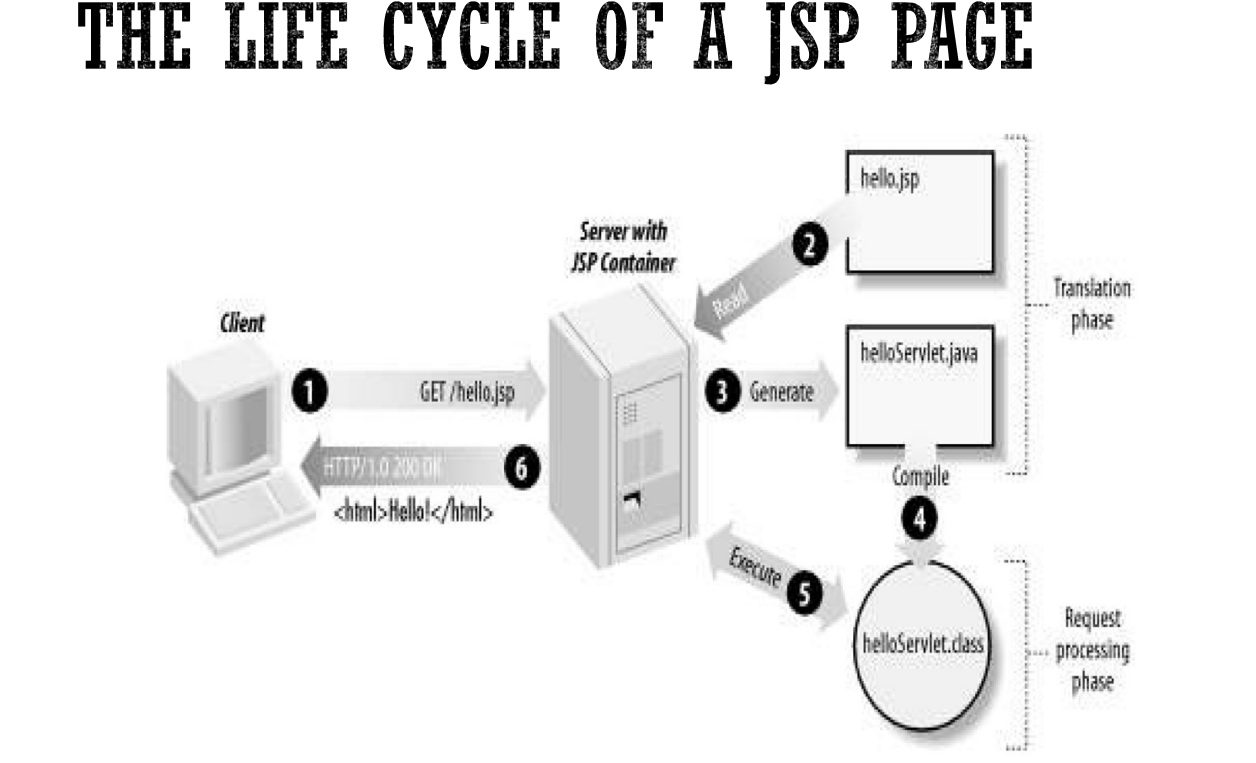 THE LIFE CYCLE OF A JSP PAGE
hello.jsp
2
Server with
JSP Container
Read
Translation
phase
Client
helloServlet.java
1
GET /hello.jsp
3
Generate
HTTP/1.0 200 OK
6
<html>Hello!</html>
Compile
4
Execute
5
helloServlet.class
Request
processing
phase